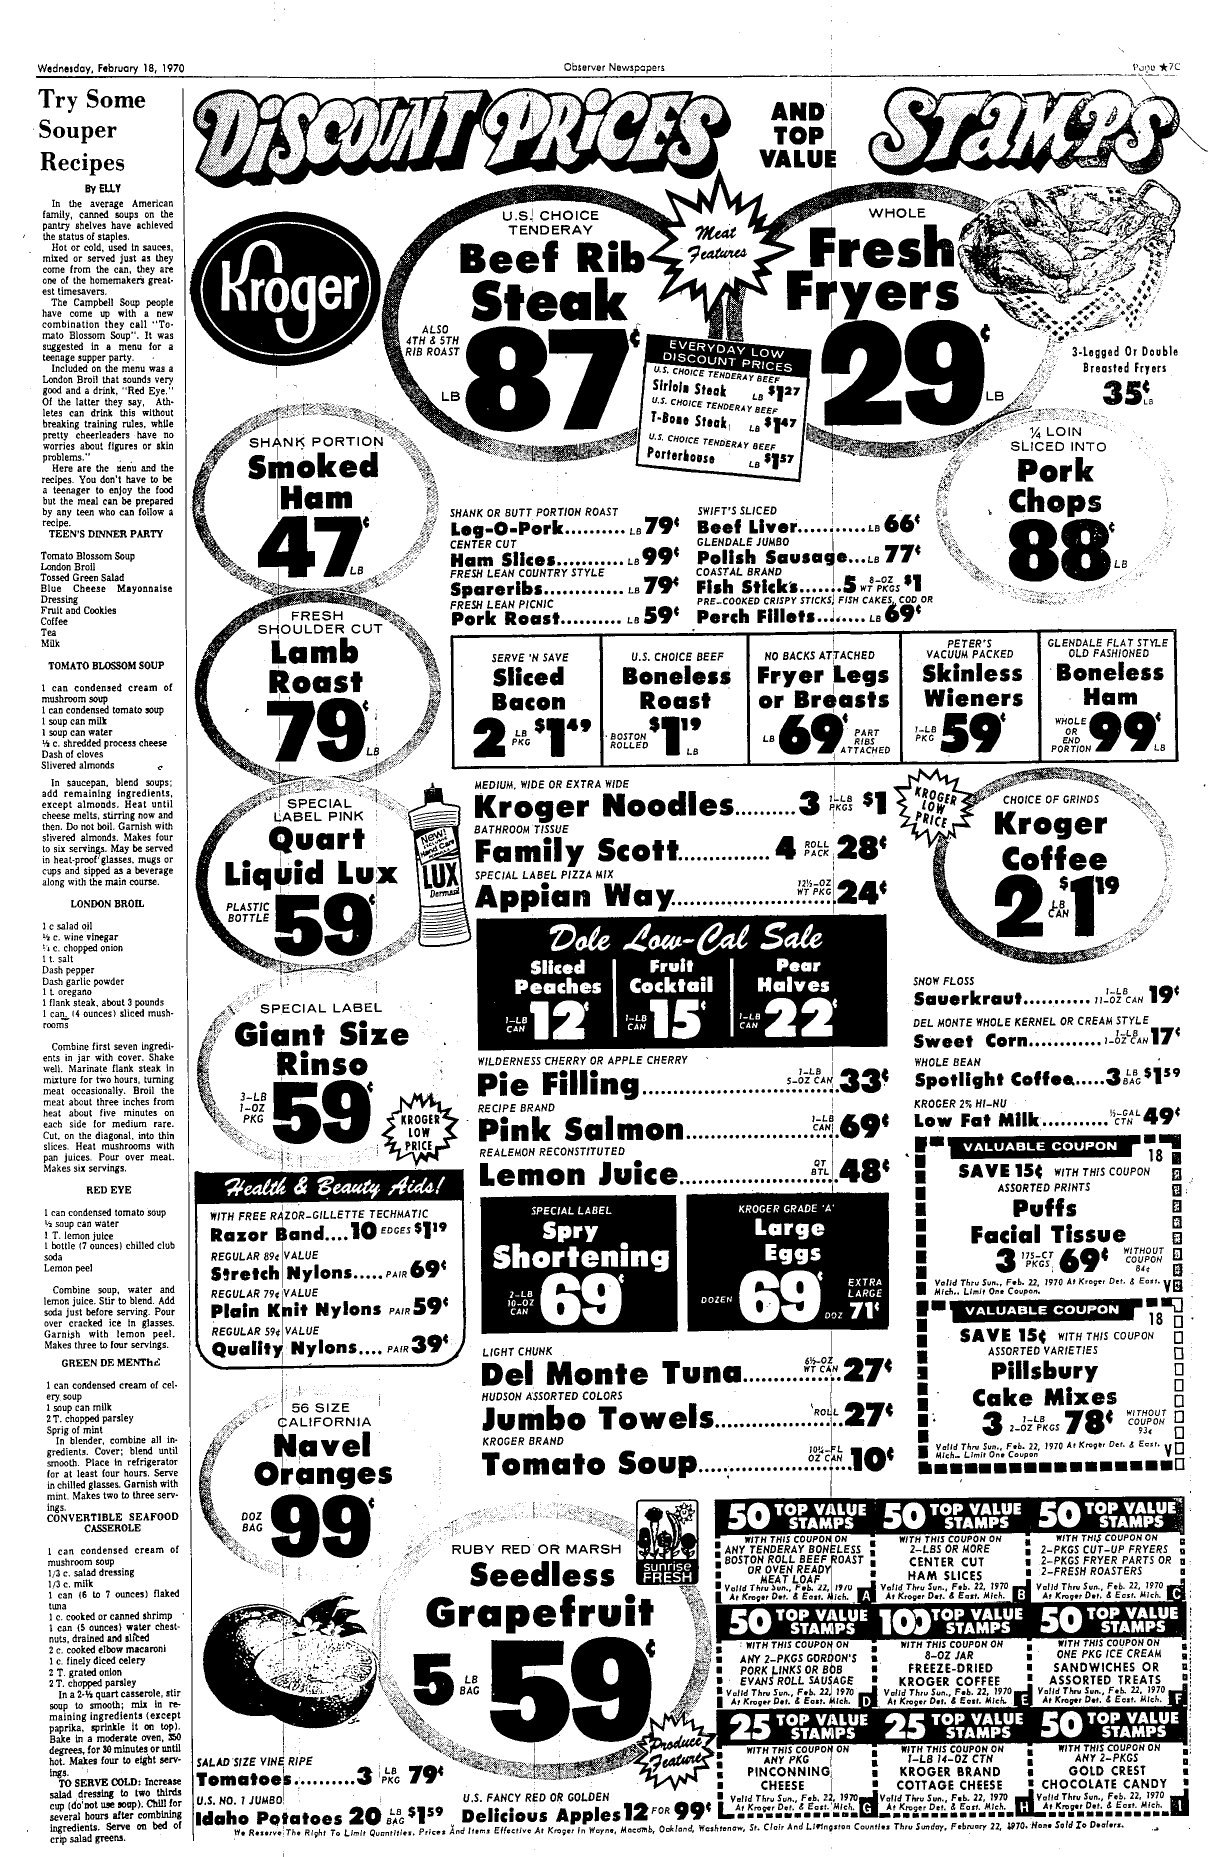 Wednesday, February 18, 1970
Observer Newspapers
Page ★7C
Try Some
Souper
Recipes
By ELLY
In the average American
family, canned soups on the
pantry shelves have achieved
the status of staples.
Hot or cold, used in sauces,
mixed or served just as they
come from the can, they are
one of the homemakers great-
est timesavers.
The Campbell Soup people
have come up with a new
combination they call "To-
mato Blossom Soup". It was
suggested in a menu for a
teenage supper party.
Included on the menu was a
London Broil that sounds very
good and a drink, "Red Eye."
Of the latter they say, Ath-
letes can drink this without
breaking training rules, while
pretty cheerleaders have no
worries about figures or skin
problems."
Here are the menu and the
recipes. You don't have to be
a teenager to enjoy the food
but the meal can be prepared
by any teen who can follow a
recipe.
TEEN'S DINNER PARTY
Tomato Blossom Soup
London Broil
Tossed Green Salad
Blue Cheese Mayonnaise
Dressing
Fruit and Cookies
Coffee
Tea
Milk
TOMATO BLOSSOM SOUP
1 can condensed cream of
mushroom soup
1 can condensed tomato soup
1 soup can milk
1 soup can water
½ c. shredded process cheese
Dash of cloves
Slivered almonds
In saucepan, blend soups;
add remaining ingredients,
except almonds. Heat until
cheese melts, stirring now and
then. Do not boil. Garnish with
slivered almonds. Makes four
to six servings. May be served
in heat-proof glasses, mugs or
cups and sipped as a beverage
along with the main course.
LONDON BROIL
1 c salad oil
½ c. wine vinegar
¼ c. chopped onion
1 t. salt
Dash pepper
Dash garlic powder
1 t. oregano
1 flank steak, about 3 pounds
1 can (4 ounces) sliced mush-
rooms
Combine first seven ingredi-
ents in jar with cover. Shake
well. Marinate flank steak in
mixture for two hours, turning
meat occasionally. Broil the
meat about three inches from
heat about five minutes on
each side for medium rare.
Cut, on the diagonal, into thin
slices. Heat mushrooms with
pan juices. Pour over meat.
Makes six servings.
RED EYE
1 can condensed tomato soup
½ soup can water
1 T. lemon juice
1 bottle (7 ounces) chilled club
soda
Lemon peel
Combine soup, water and
lemon juice. Stir to blend. Add
soda just before serving. Pour
over cracked ice in glasses.
Garnish with lemon peel.
Makes three to four servings.
GREEN DE MENTHE
1 can condensed cream of cel-
ery soup
1 soup can milk
2 T. chopped parsley
Sprig of mint
In blender, combine all in-
gredients. Cover; blend until
smooth. Place in refrigerator
for at least four hours. Serve
in chilled glasses. Garnish with
mint. Makes two to three serv-
ings.
CONVERTIBLE SEAFOOD
CASSEROLE
1 can condensed cream of
mushroom soup
1/3 c. salad dressing
1/3 c. milk
1 can (6 to 7 ounces) flaked
tuna
1 c. cooked or canned shrimp
1 can (5 ounces) water chest-
nuts, drained and sliced
2 c. cooked elbow macaroni
1 c. finely diced celery
2 T. grated onion
2 T. chopped parsley
In a 2-½ quart casserole, stir
soup to smooth; mix in re-
maining ingredients (except
paprika, sprinkle it on top).
Bake in a moderate oven, 350
degrees, for 30 minutes or until
hot. Makes four to eight serv-
ings.
TO SERVE COLD: Increase
salad dressing to two thirds
cup (do not use soup). Chill for
several hours after combining
ingredients. Serve on bed of
crip salad greens.
DISCOUNT PRICES
AND
TOP
VALUE
STAMPS
Kroger
U.S. CHOICE
TENDERAY
Beef Rib
Steak
ALSO
4TH & 5TH
RIB ROAST
LB 87¢
Meat
Features
WHOLE
Fresh
Fryers
29¢ LB
3-Legged Or Double
Breasted Fryers
35¢ LB
EVERYDAY LOW
DISCOUNT PRICES
U.S. CHOICE TENDERAY BEEF
Sirloin Steak LB $1 27
U.S. CHOICE TENDERAY BEEF
T-Bone Steak LB $1 47
U.S. CHOICE TENDERAY BEEF
Porterhouse LB $1 57
SHANK PORTION
Smoked
Ham
47¢ LB
¼ LOIN
SLICED INTO
Pork
Chops
88¢ LB
SHANK OR BUTT PORTION ROAST
Leg-O-Pork......LB 79¢
CENTER CUT
Ham Slices...........LB 99¢
FRESH LEAN COUNTRY STYLE
Spareribs.............LB 79¢
FRESH LEAN PICNIC
Pork Roast..........LB 59¢
SWIFT'S SLICED
Beef Liver...........LB 66¢
GLENDALE JUMBO
Polish Sausage...LB 77¢
COASTAL BRAND
Fish Sticks.......5 8-OZ WT PKGS $1
PRE-COOKED CRISPY STICKS, FISH CAKES, COD OR
Perch Fillets........LB 69¢
FRESH
SHOULDER CUT
Lamb
Roast
79¢ LB
SERVE 'N SAVE
Sliced
Bacon
2 LB PKG $1 49
U.S. CHOICE BEEF
Boneless
Roast
BOSTON ROLLED $1 19 LB
NO BACKS ATTACHED
Fryer Legs
or Breasts
LB 69¢ PART RIBS ATTACHED
PETER'S
VACUUM PACKED
Skinless
Wieners
1-LB PKG 59¢
GLENDALE FLAT STYLE
OLD FASHIONED
Boneless
Ham
WHOLE OR END PORTION 99¢ LB
SPECIAL
LABEL PINK
Quart
Liquid Lux
PLASTIC
BOTTLE 59¢
New!
LUX
MEDIUM, WIDE OR EXTRA WIDE
Kroger Noodles.......3 1-LB PKGS $1
BATHROOM TISSUE
Family Scott............4 ROLL PACK 28¢
SPECIAL LABEL PIZZA MIX
Appian Way.....................12½-OZ WT PKG 24¢
KROGER
LOW
PRICE
CHOICE OF GRINDS
Kroger
Coffee
2 LB CAN $1 19
Dole Low-Cal Sale
Sliced
Peaches
1-LB CAN 12¢
Fruit
Cocktail
1-LB CAN 15¢
Pear
Halves
1-LB CAN 22¢
SPECIAL LABEL
Giant Size
Rinso
3-LB
1-OZ
PKG 59¢
KROGER
LOW
PRICE
SNOW FLOSS
Sauerkraut...........1-LB 11-OZ CAN 19¢
DEL MONTE WHOLE KERNEL OR CREAM STYLE
Sweet Corn...........1-LB 1-OZ CAN 17¢
WHOLE BEAN
Spotlight Coffee.....3 LB BAG $1 59
KROGER 2% HI-NU
Low Fat Milk..........½-GAL CTN 49¢
WILDERNESS CHERRY OR APPLE CHERRY
Pie Filling....................1-LB 5-OZ CAN 33¢
RECIPE BRAND
Pink Salmon...................1-LB CAN 69¢
REALEMON RECONSTITUTED
Lemon Juice..................QT BTL 48¢
VALUABLE COUPON
18
SAVE 15¢ WITH THIS COUPON
ASSORTED PRINTS
Puffs
Facial Tissue
3 175-CT PKGS 69¢ WITHOUT COUPON 84¢
Valid Thru Sun., Feb. 22, 1970 At Kroger Det. & East.
Mich.. Limit One Coupon.
V
VALUABLE COUPON
18
SAVE 15¢ WITH THIS COUPON
ASSORTED VARIETIES
Pillsbury
Cake Mixes
3 1-LB 2-OZ PKGS 78¢ WITHOUT COUPON 93¢
Valid Thru Sun., Feb. 22, 1970 At Kroger Det. & East.
Mich.. Limit One Coupon
V
Health & Beauty Aids!
WITH FREE RAZOR-GILLETTE TECHMATIC
Razor Band....10 EDGES $1 19
REGULAR 89¢ VALUE
Stretch Nylons..... PAIR 69¢
REGULAR 79¢ VALUE
Plain Knit Nylons PAIR 59¢
REGULAR 59¢ VALUE
Quality Nylons.... PAIR 39¢
SPECIAL LABEL
Spry
Shortening
2-LB
10-OZ
CAN 69¢
KROGER GRADE 'A'
Large
Eggs
DOZEN 69¢
EXTRA
LARGE
DOZ 71¢
LIGHT CHUNK
Del Monte Tuna............6½-OZ WT CAN 27¢
HUDSON ASSORTED COLORS
Jumbo Towels..............ROLL 27¢
KROGER BRAND
Tomato Soup.................10½-FL OZ CAN 10¢
56 SIZE
CALIFORNIA
Navel
Oranges
DOZ
BAG 99¢
RUBY RED OR MARSH
Seedless
Grapefruit
5 LB BAG 59¢
sunrise
FRESH
Produce
Feature
SALAD SIZE VINE RIPE
Tomatoes..........3 LB PKG 79¢
U.S. NO. 1 JUMBO
Idaho Potatoes 20 LB BAG $1 59
U.S. FANCY RED OR GOLDEN
Delicious Apples 12 FOR 99¢
50 TOP VALUE STAMPS
WITH THIS COUPON ON
ANY TENDERAY BONELESS
BOSTON ROLL BEEF ROAST
OR OVEN READY
MEAT LOAF
Valid Thru Sun., Feb. 22, 1970
At Kroger Det. & East. Mich. A
50 TOP VALUE STAMPS
WITH THIS COUPON ON
2-LBS OR MORE
CENTER CUT
HAM SLICES
Valid Thru Sun., Feb. 22, 1970
At Kroger Det. & East. Mich. B
50 TOP VALUE STAMPS
WITH THIS COUPON ON
2-PKGS CUT-UP FRYERS
2-PKGS FRYER PARTS OR
2-FRESH ROASTERS
Valid Thru Sun., Feb. 22, 1970
At Kroger Det. & East. Mich. C
50 TOP VALUE STAMPS
WITH THIS COUPON ON
ANY 2-PKGS GORDON'S
PORK LINKS OR BOB
EVANS ROLL SAUSAGE
Valid Thru Sun., Feb. 22, 1970
At Kroger Det. & East. Mich. D
100 TOP VALUE STAMPS
WITH THIS COUPON ON
8-OZ JAR
FREEZE-DRIED
KROGER COFFEE
Valid Thru Sun., Feb. 22, 1970
At Kroger Det. & East. Mich. E
50 TOP VALUE STAMPS
WITH THIS COUPON ON
ONE PKG ICE CREAM
SANDWICHES OR
ASSORTED TREATS
Valid Thru Sun., Feb. 22, 1970
At Kroger Det. & East. Mich. F
25 TOP VALUE STAMPS
WITH THIS COUPON ON
ANY PKG
PINCONNING
CHEESE
Valid Thru Sun., Feb. 22, 1970
At Kroger Det. & East. Mich. G
25 TOP VALUE STAMPS
WITH THIS COUPON ON
1-LB 14-OZ CTN
KROGER BRAND
COTTAGE CHEESE
Valid Thru Sun., Feb. 22, 1970
At Kroger Det. & East. Mich. H
50 TOP VALUE STAMPS
WITH THIS COUPON ON
ANY 2-PKGS
GOLD CREST
CHOCOLATE CANDY
Valid Thru Sun., Feb. 22, 1970
At Kroger Det. & East. Mich. I
We Reserve The Right To Limit Quantities. Prices And Items Effective At Kroger In Wayne, Macomb, Oakland, Washtenaw, St. Clair And Livingston Counties Thru Sunday, February 22, 1970. None Sold To Dealers.